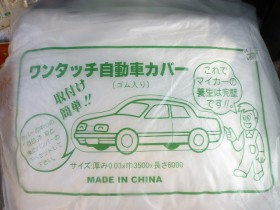 ワンタッチ自動車カバー
(ゴム入り)
取付け
簡単!!
これで
マイカーの
養生は完璧
です!!
サイズ:厚み0.03×巾3500×長さ6000
MADE IN CHINA